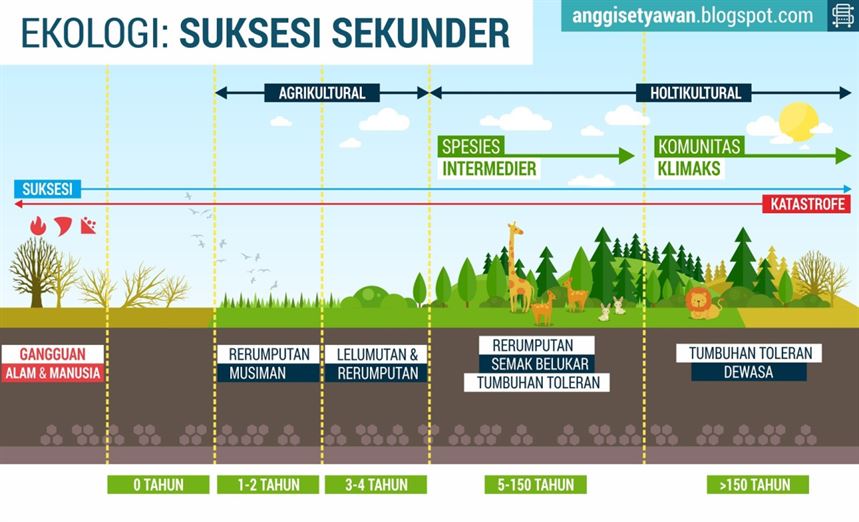 EKOLOGI: SUKSESI SEKUNDER
anggisetyawan.blogspot.com
AGRIKULTURAL
HOLTIKULTURAL
SPESIES
INTERMEDIER
KOMUNITAS
KLIMAKS
SUKSESI
KATASTROFE
GANGGUAN
ALAM & MANUSIA
RERUMPUTAN
MUSIMAN
LELUMUTAN &
RERUMPUTAN
RERUMPUTAN
SEMAK BELUKAR
TUMBUHAN TOLERAN
TUMBUHAN TOLERAN
DEWASA
0 TAHUN
1-2 TAHUN
3-4 TAHUN
5-150 TAHUN
>150 TAHUN